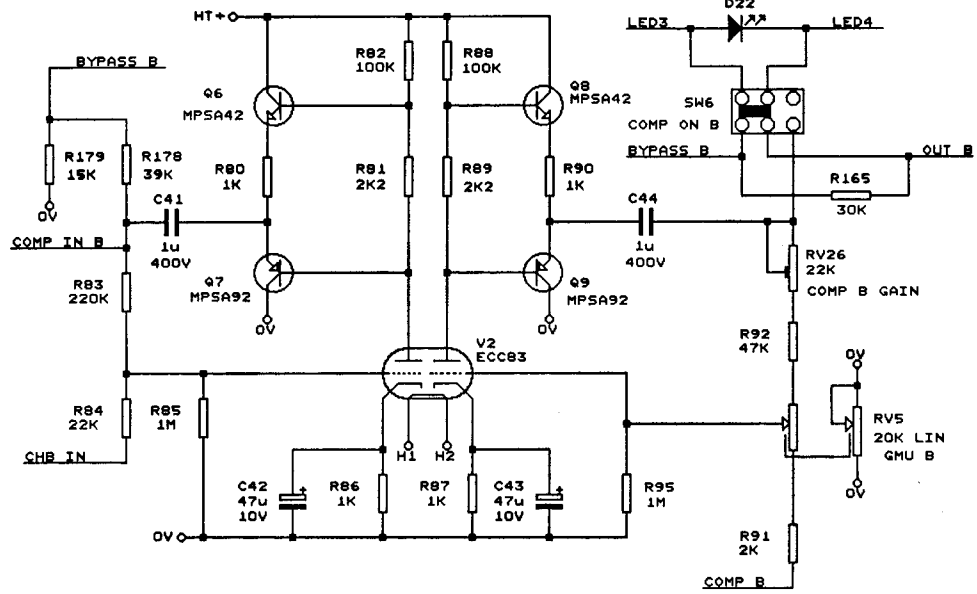 D22
LED3
LED4
HT+
BYPASS B
R82
100K
R88
100K
Q6
MPSA42
Q8
MPSA42
SW6
COMP ON B
R179
15K
R178
39K
R80
1K
R81
2K2
R89
2K2
R90
1K
BYPASS B
OUT B
R165
30K
0V
C41
1u
400V
C44
1u
400V
COMP IN B
RV26
22K
COMP B GAIN
R83
220K
Q7
MPSA92
Q9
MPSA92
0V
0V
V2
ECC83
R92
47K
0V
R84
22K
R85
1M
RV5
20K LIN
GMU B
CHB IN
H1
H2
C42
47u
10V
R86
1K
R87
1K
C43
47u
10V
R95
1M
0V
0V
R91
2K
COMP B